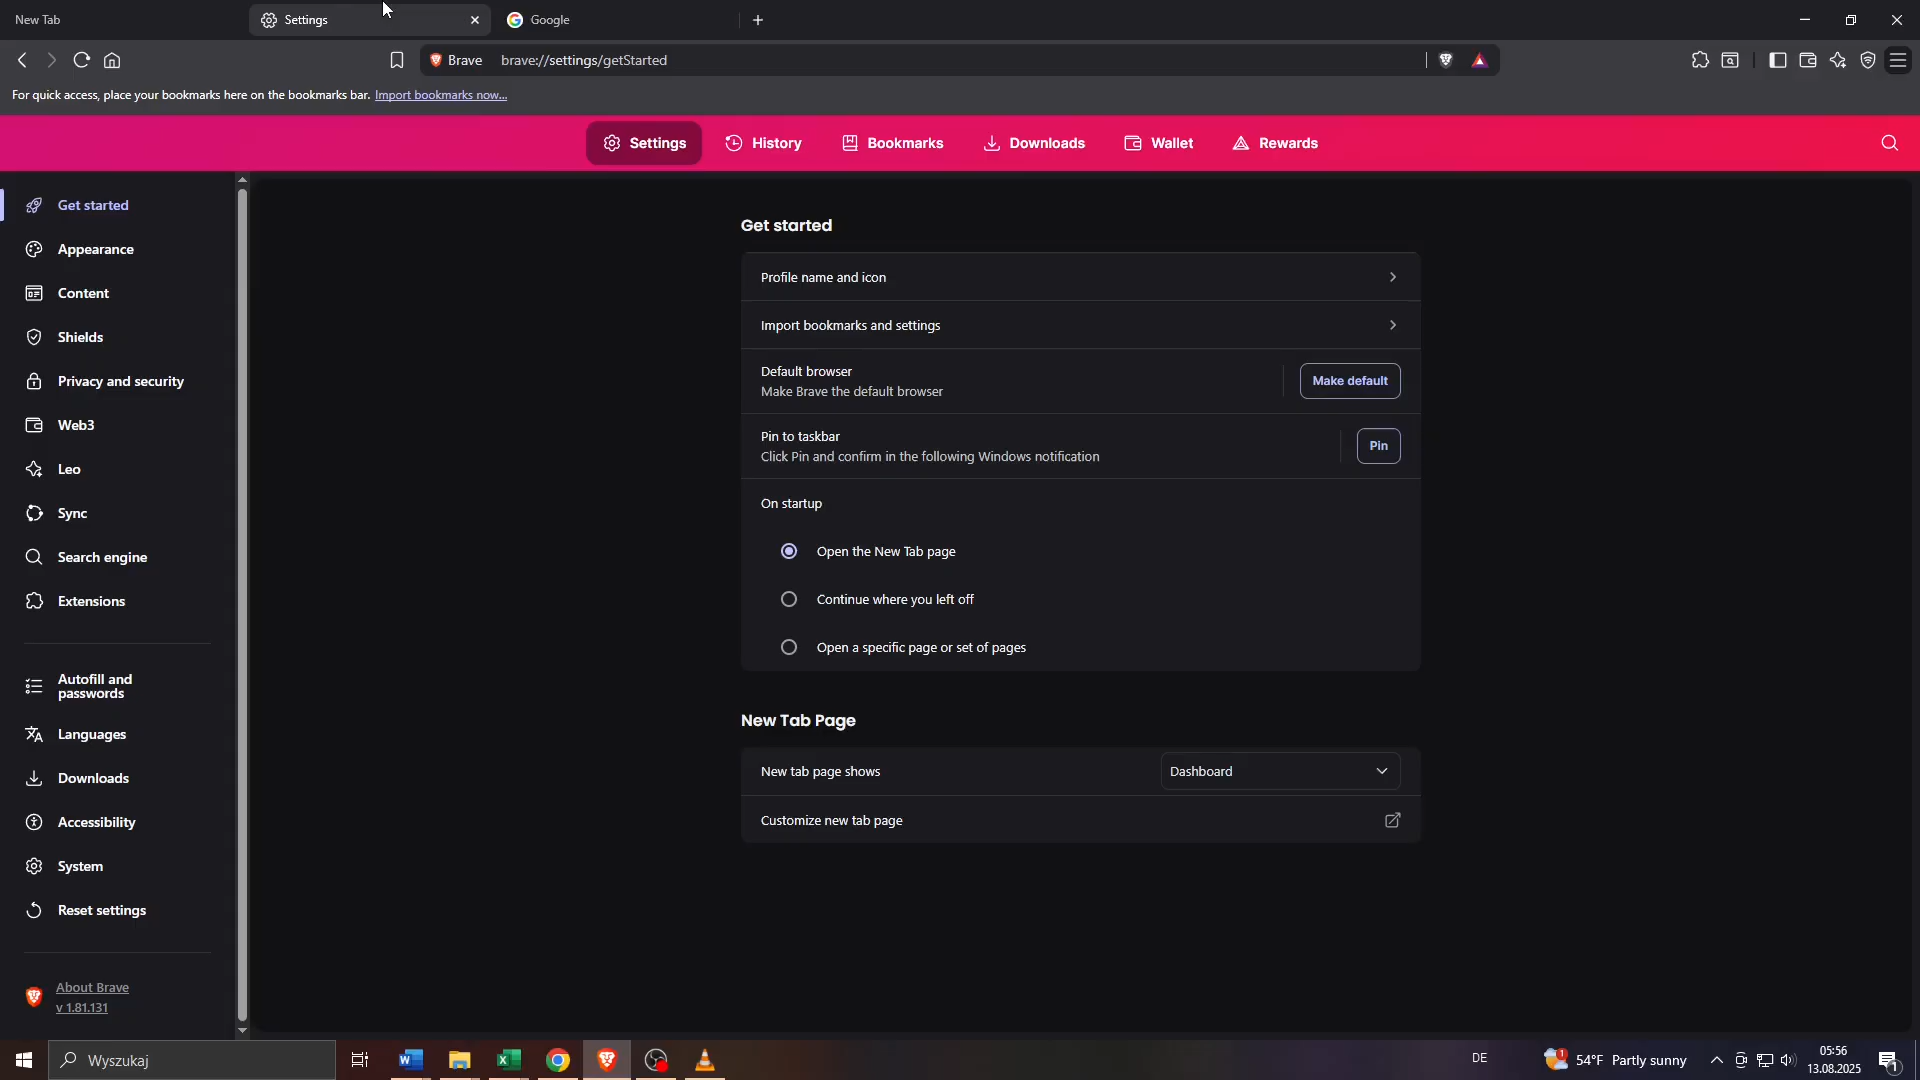 New Tab
Settings
Google
Brave
brave://settings/getStarted
For quick access, place your bookmarks here on the bookmarks bar. Import bookmarks now...
Settings
History
Bookmarks
Downloads
Wallet
Rewards
Get started
Appearance
Content
Shields
Privacy and security
Web3
Leo
Sync
Search engine
Extensions
Autofill and
passwords
Languages
Downloads
Accessibility
System
Reset settings
About Brave
v 1.81.131
Get started
Profile name and icon
Import bookmarks and settings
Default browser
Make Brave the default browser
Make default
Pin to taskbar
Click Pin and confirm in the following Windows notification
Pin
On startup
Open the New Tab page
Continue where you left off
Open a specific page or set of pages
New Tab Page
New tab page shows
Dashboard
Customize new tab page
Wyszukaj
DE
1
54°F Partly sunny
05:56
13.08.2025
1